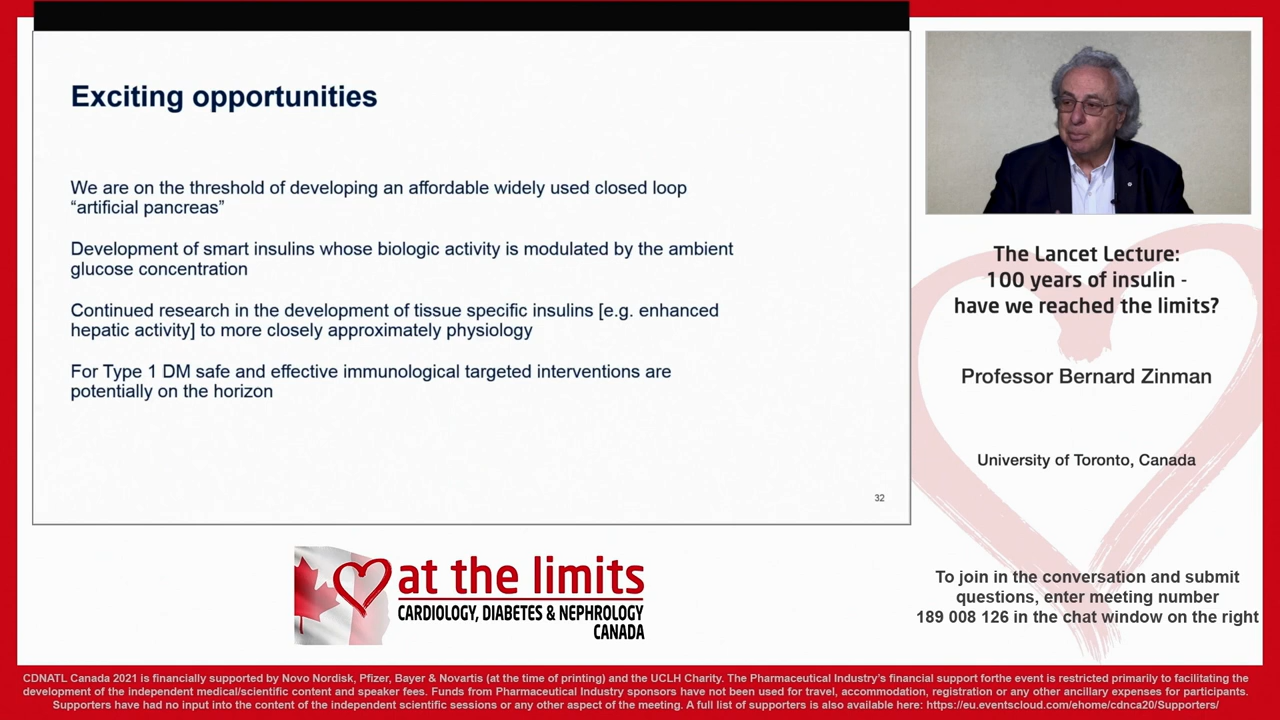 Exciting opportunities
We are on the threshold of developing an affordable widely used closed loop
“artificial pancreas”
Development of smart insulins whose biologic activity is modulated by the ambient
glucose concentration
Continued research in the development of tissue specific insulins [e.g. enhanced
hepatic activity] to more closely approximately physiology
For Type 1 DM safe and effective immunological targeted interventions are
potentially on the horizon
32
The Lancet Lecture:
100 years of insulin -
have we reached the limits?
Professor Bernard Zinman
University of Toronto, Canada
To join in the conversation and submit
questions, enter meeting number
189 008 126 in the chat window on the right
at the limits
CARDIOLOGY, DIABETES & NEPHROLOGY
CANADA
CDNATL Canada 2021 is financially supported by Novo Nordisk, Pfizer, Bayer & Novartis (at the time of printing) and the UCLH Charity. The Pharmaceutical Industry's financial support forthe event is restricted primarily to facilitating the
development of the independent medical/scientific content and speaker fees. Funds from Pharmaceutical Industry sponsors have not been used for travel, accommodation, registration or any other ancillary expenses for participants.
Supporters have had no input into the content of the independent scientific sessions or any other aspect of the meeting. A full list of supporters is also available here: https://eu.eventscloud.com/ehome/cdnca20/Supporters/